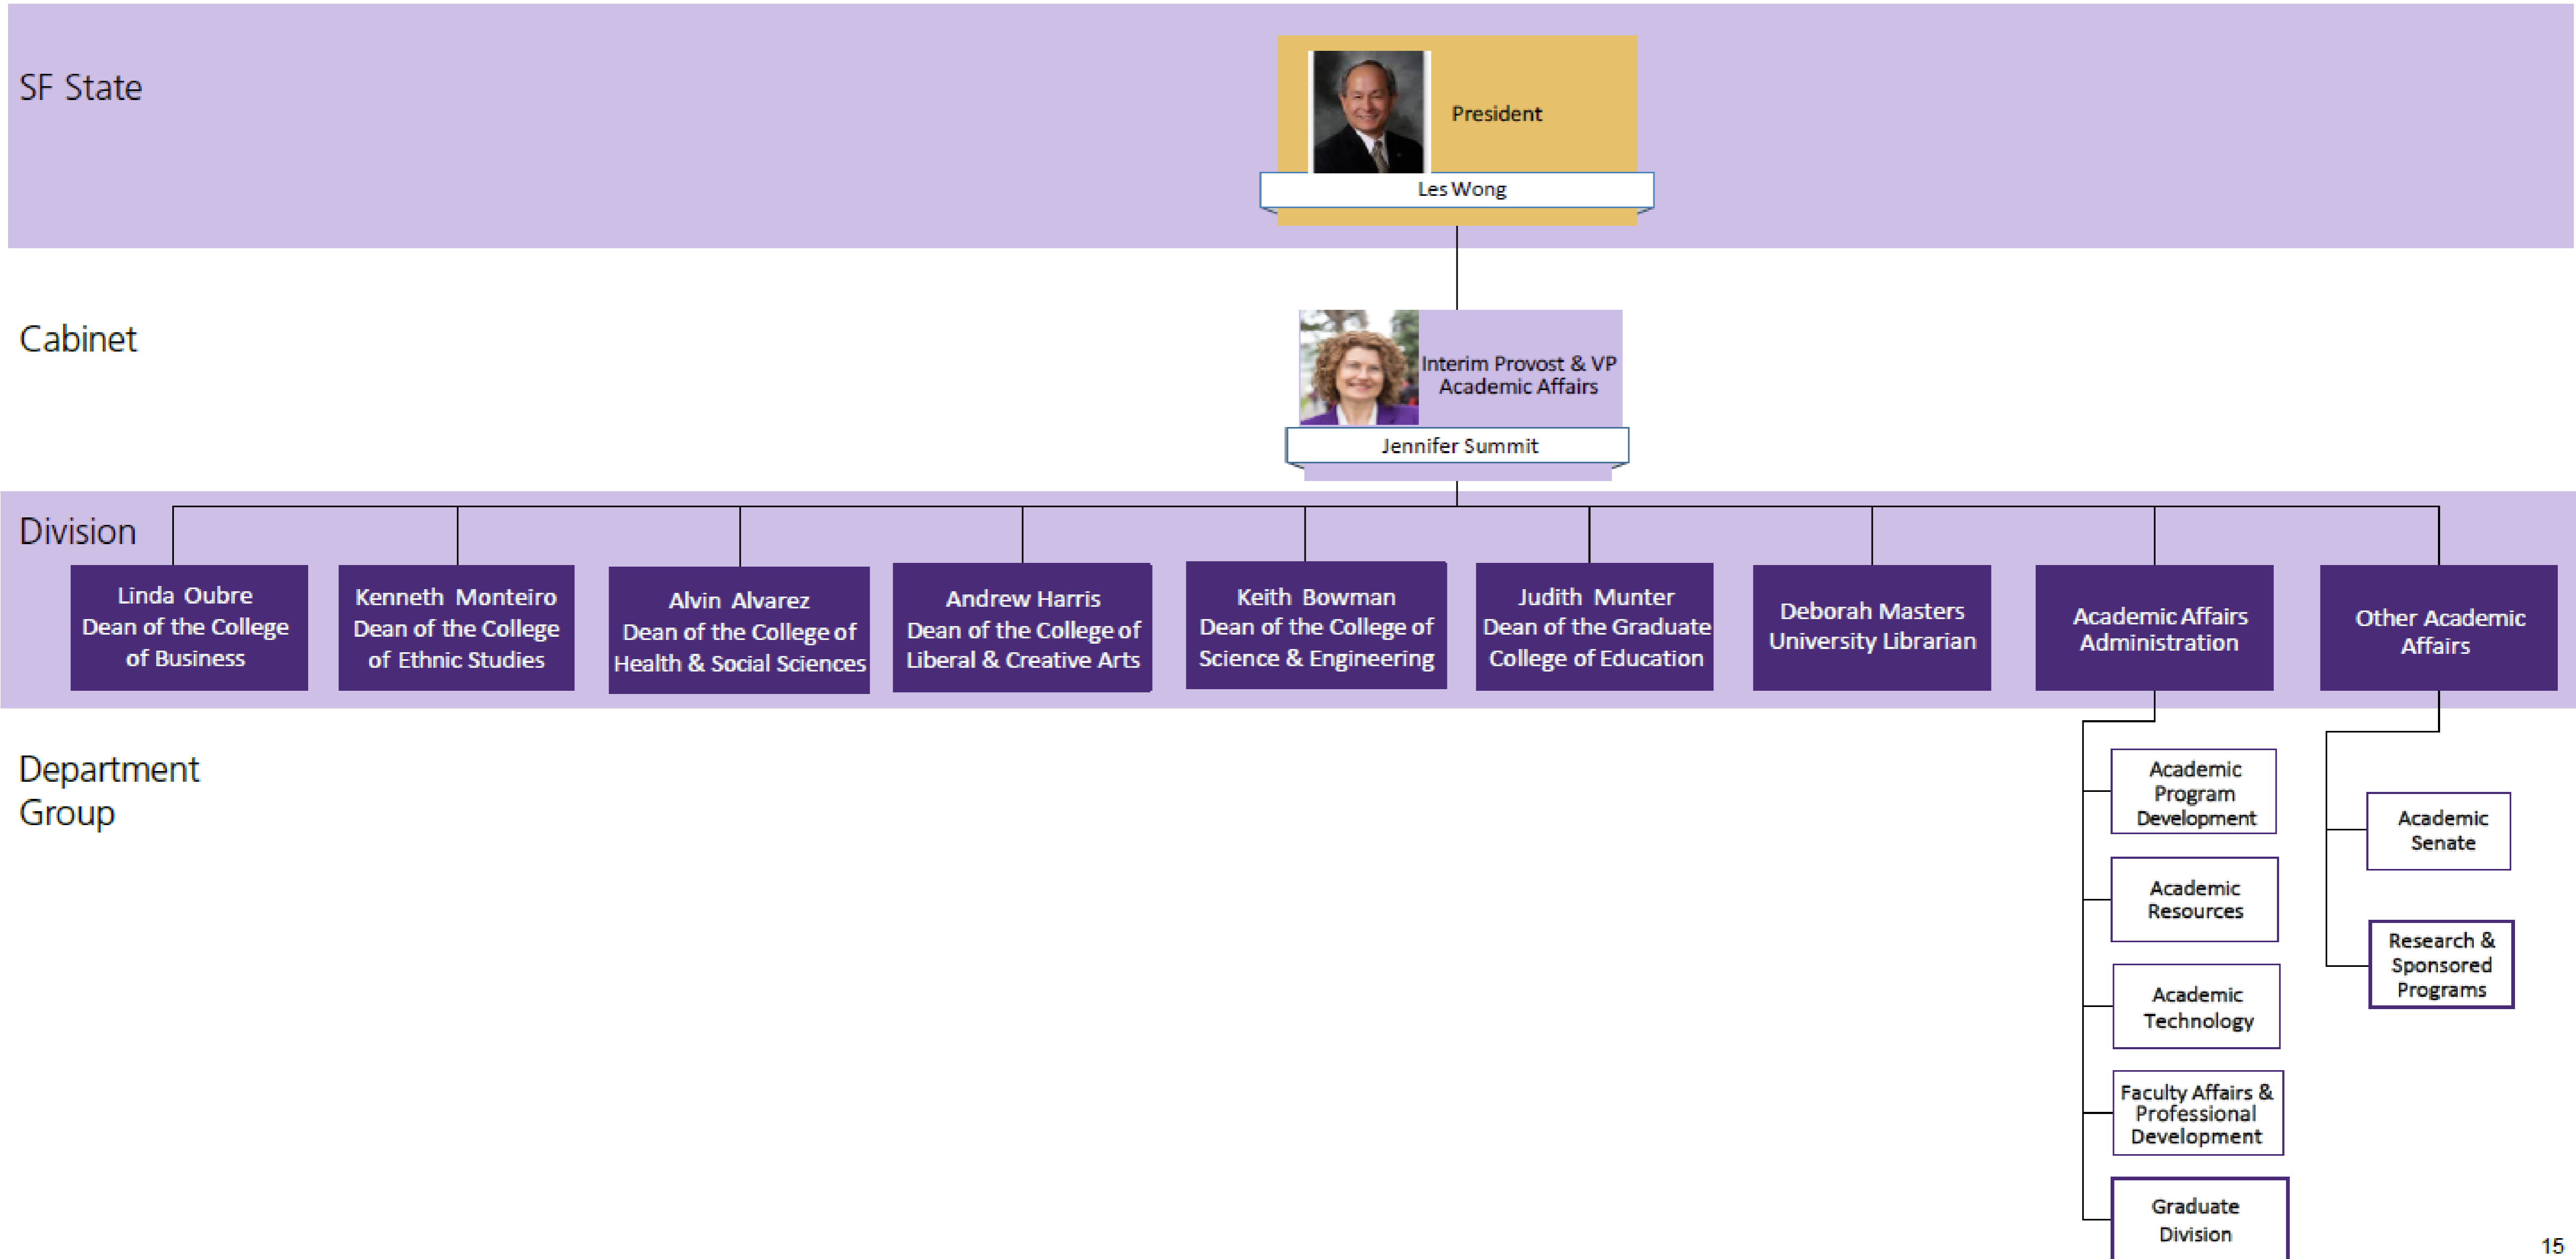 SF State
President
Les Wong
Cabinet
Interim Provost & VP
Academic Affairs
Jennifer Summit
Division
Linda Oubre
Dean of the College
of Business
Kenneth Monteiro
Dean of the College
of Ethnic Studies
Alvin Alvarez
Dean of the College of
Health & Social Sciences
Andrew Harris
Dean of the College of
Liberal & Creative Arts
Keith Bowman
Dean of the College of
Science & Engineering
Judith Munter
Dean of the Graduate
College of Education
Deborah Masters
University Librarian
Academic Affairs
Administration
Other Academic
Affairs
Department
Group
Academic
Program
Development
Academic
Resources
Academic
Technology
Faculty Affairs &
Professional
Development
Graduate
Division
Academic
Senate
Research &
Sponsored
Programs
15